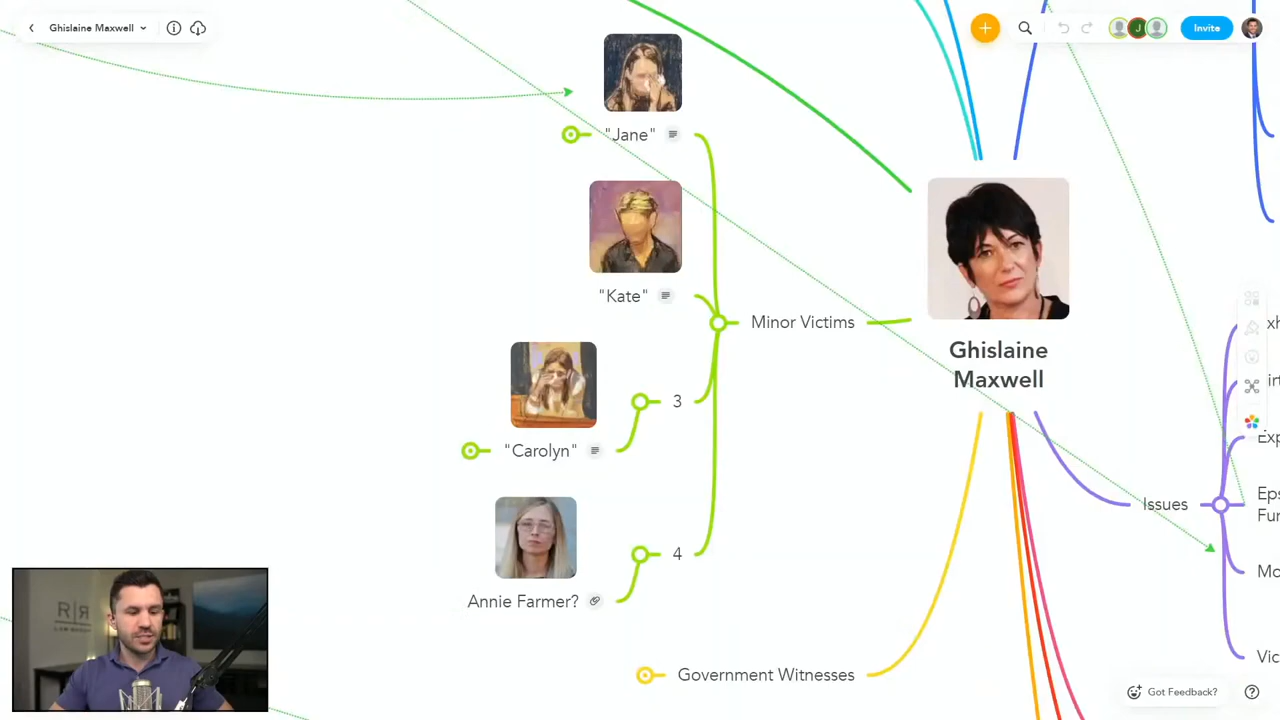 Ghislaine Maxwell
Invite
J
"Jane"
"Kate"
Minor Victims
Ghislaine
Maxwell
3
"Carolyn"
4
Annie Farmer?
Issues
Government Witnesses
R R
Got Feedback?